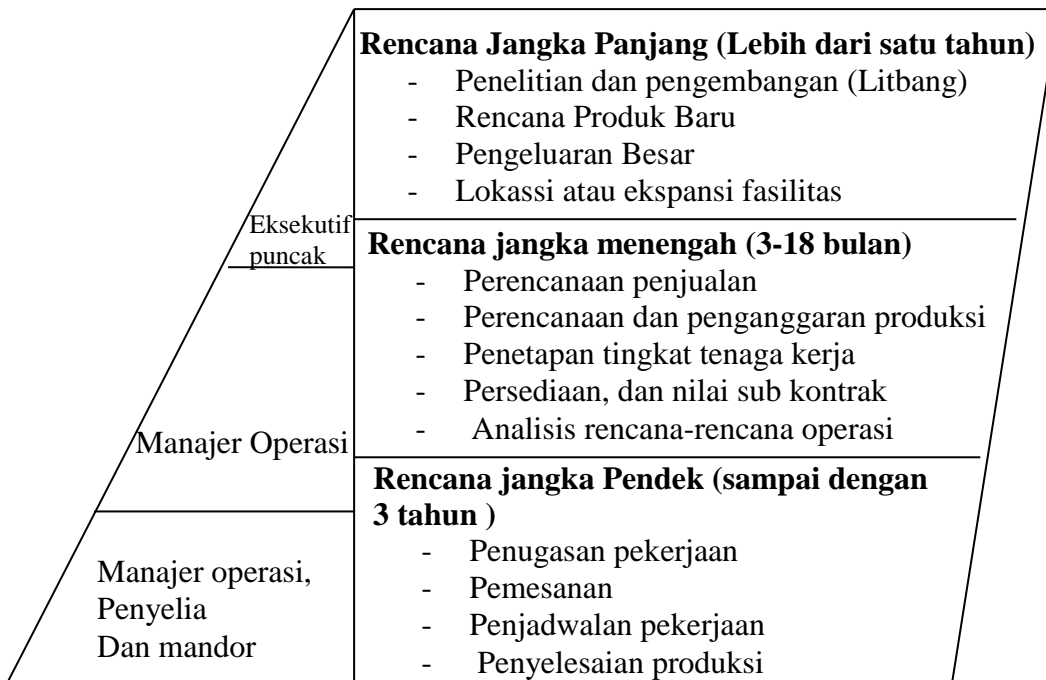 Rencana Jangka Panjang (Lebih dari satu tahun)
- Penelitian dan pengembangan (Litbang)
- Rencana Produk Baru
- Pengeluaran Besar
- Lokassi atau ekspansi fasilitas
Eksekutif
puncak
Rencana jangka menengah (3-18 bulan)
- Perencanaan penjualan
- Perencanaan dan penganggaran produksi
- Penetapan tingkat tenaga kerja
- Persediaan, dan nilai sub kontrak
- Analisis rencana-rencana operasi
Manajer Operasi
Rencana jangka Pendek (sampai dengan
3 tahun )
- Penugasan pekerjaan
- Pemesanan
- Penjadwalan pekerjaan
- Penyelesaian produksi
Manajer operasi,
Penyelia
Dan mandor